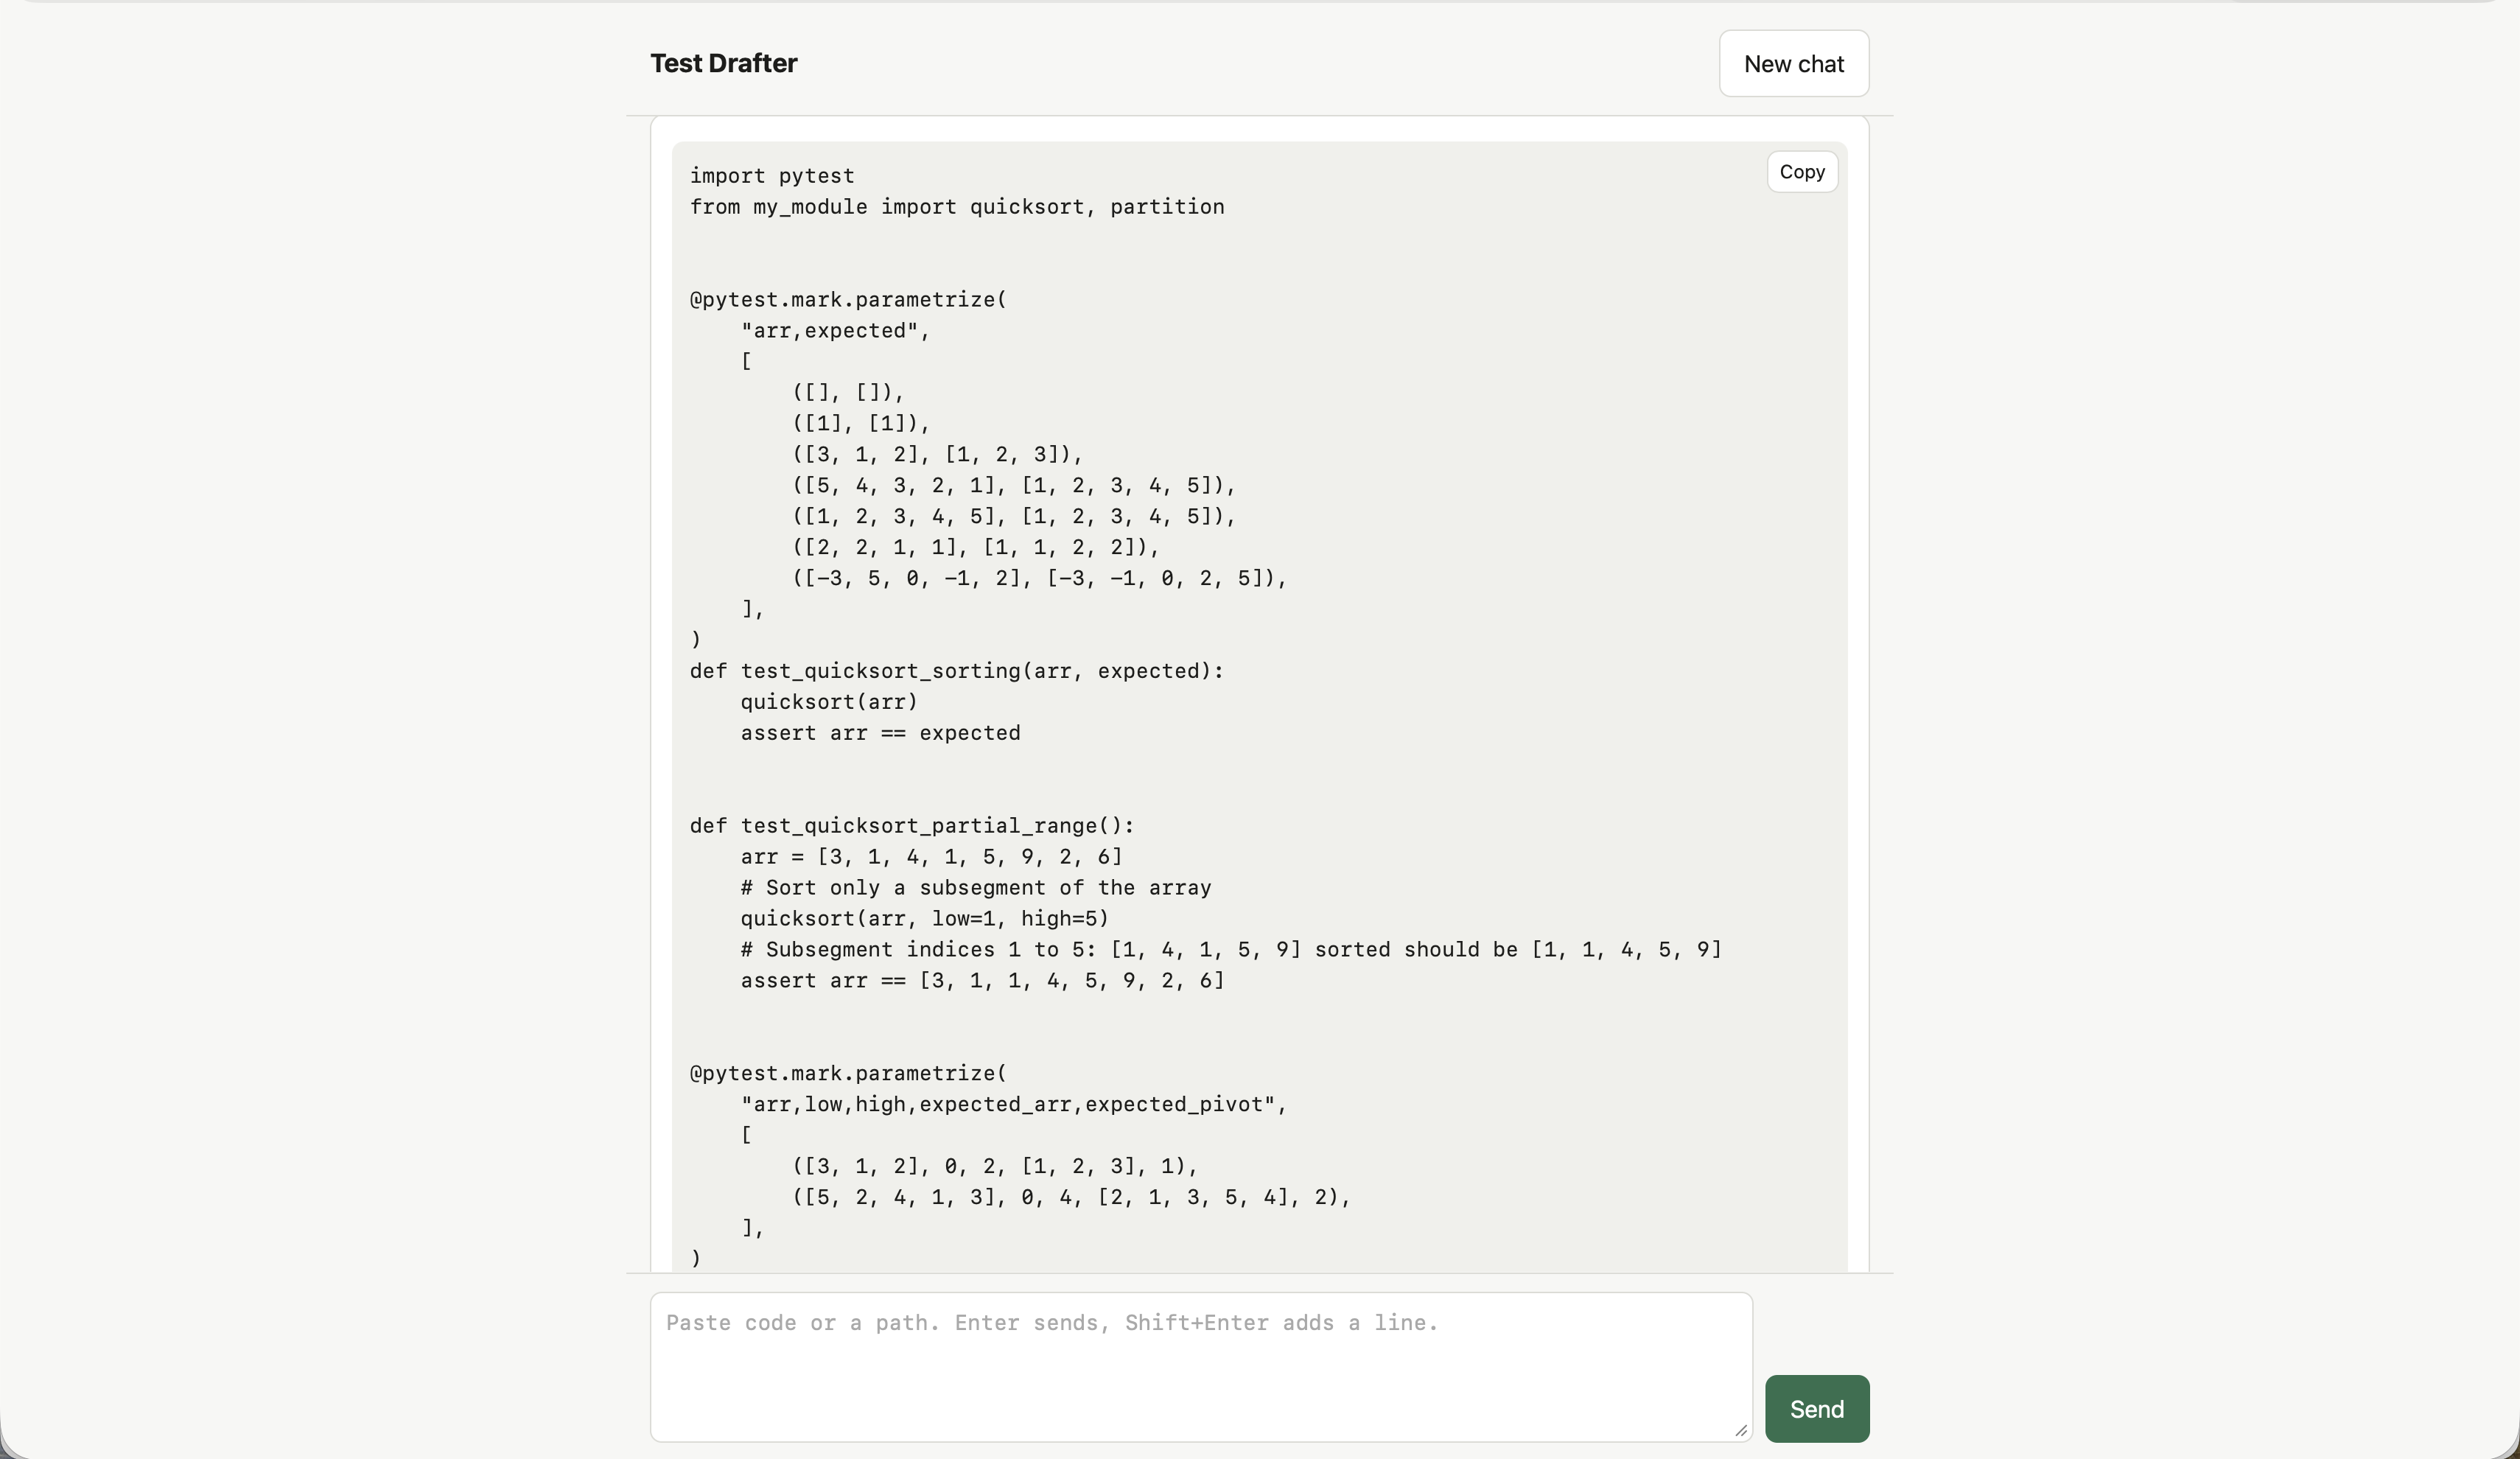 Test Drafter
New chat
Copy
import pytest
from my_module import quicksort, partition
@pytest.mark.parametrize(
    "arr,expected",
    [
        ([], []),
        ([1], [1]),
        ([3, 1, 2], [1, 2, 3]),
        ([5, 4, 3, 2, 1], [1, 2, 3, 4, 5]),
        ([1, 2, 3, 4, 5], [1, 2, 3, 4, 5]),
        ([2, 2, 1, 1], [1, 1, 2, 2]),
        ([-3, 5, 0, -1, 2], [-3, -1, 0, 2, 5]),
    ],
)
def test_quicksort_sorting(arr, expected):
    quicksort(arr)
    assert arr == expected
def test_quicksort_partial_range():
    arr = [3, 1, 4, 1, 5, 9, 2, 6]
    # Sort only a subsegment of the array
    quicksort(arr, low=1, high=5)
    # Subsegment indices 1 to 5: [1, 4, 1, 5, 9] sorted should be [1, 1, 4, 5, 9]
    assert arr == [3, 1, 1, 4, 5, 9, 2, 6]
@pytest.mark.parametrize(
    "arr,low,high,expected_arr,expected_pivot",
    [
        ([3, 1, 2], 0, 2, [1, 2, 3], 1),
        ([5, 2, 4, 1, 3], 0, 4, [2, 1, 3, 5, 4], 2),
    ],
)
Paste code or a path. Enter sends, Shift+Enter adds a line.
Send